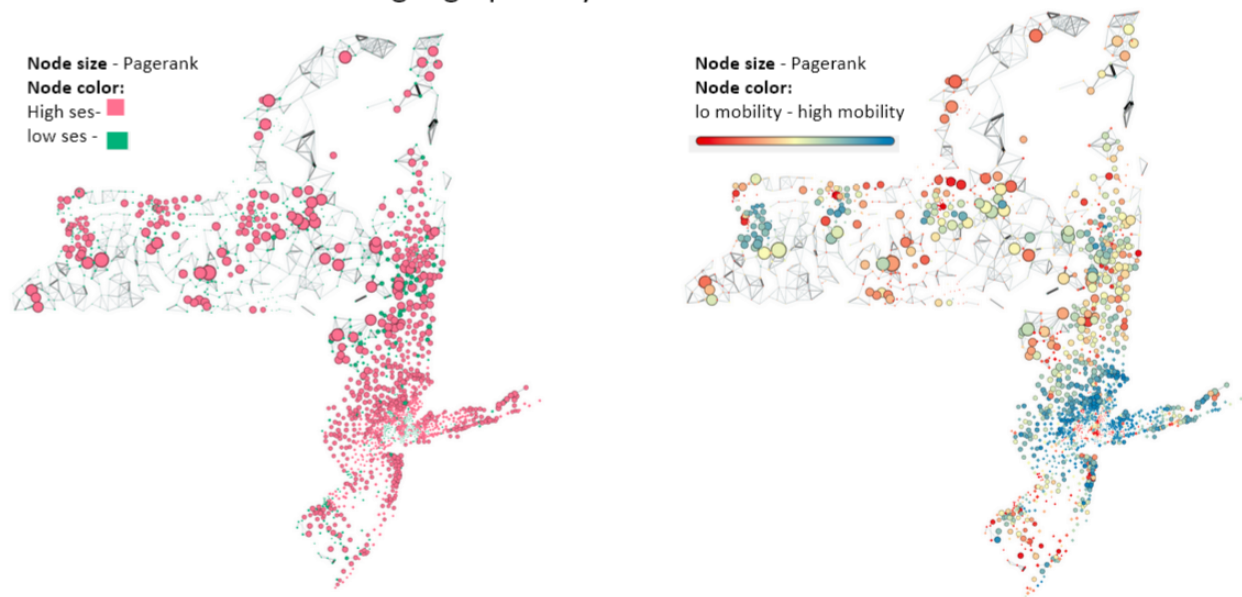 Node size - Pagerank
Node color:
High ses-
low ses -
Node size - Pagerank
Node color:
lo mobility - high mobility